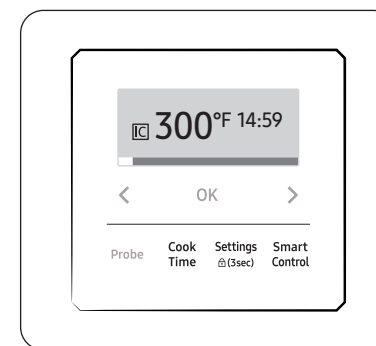 IC 300°F 14:59
OK
Probe Cook Time Settings (3sec) Smart Control